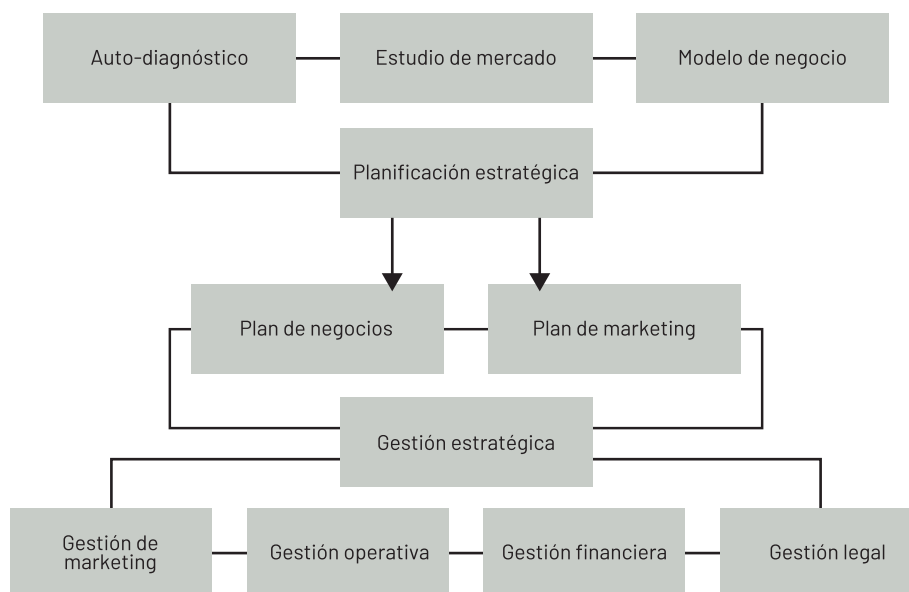 Auto-diagnóstico
Estudio de mercado
Modelo de negocio
Planificación estratégica
Plan de negocios
Plan de marketing
Gestión estratégica
Gestión de
marketing
Gestión operativa
Gestión financiera
Gestión legal